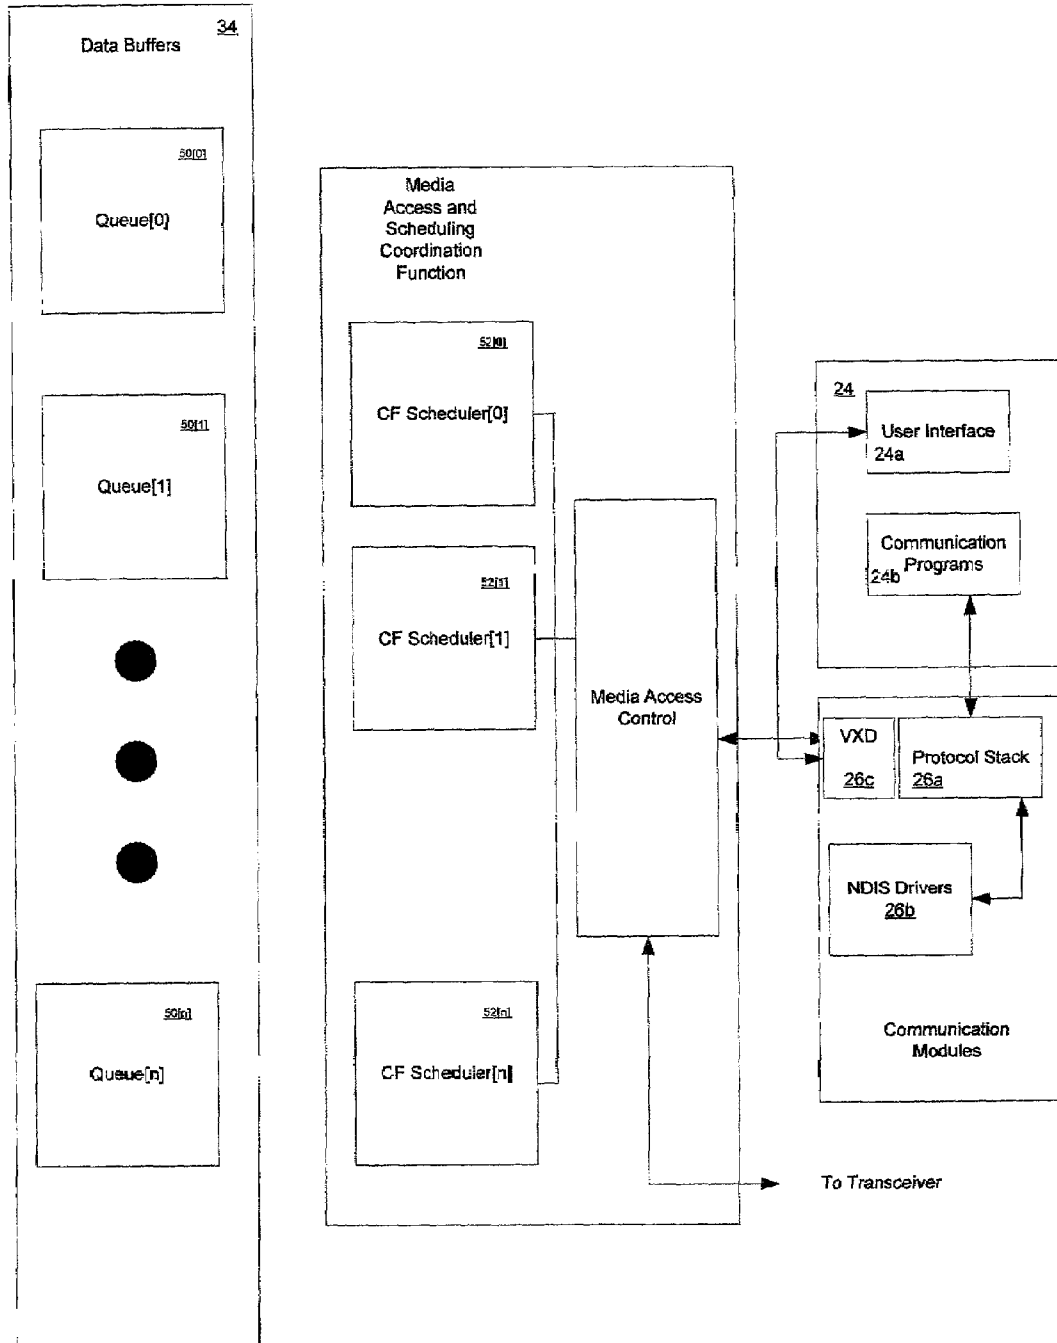 34
Data Buffers
50[0]
Queue[0]
50[1]
Queue[1]
50[n]
Queue[n]
Media
Access and
Scheduling
Coordination
Function
52[0]
CF Scheduler[0]
52[1]
CF Scheduler[1]
52[n]
CF Scheduler[n]
Media Access
Control
24
User Interface
24a
Communication
Programs
24b
VXD
26c
Protocol Stack
26a
NDIS Drivers
26b
Communication
Modules
To Transceiver